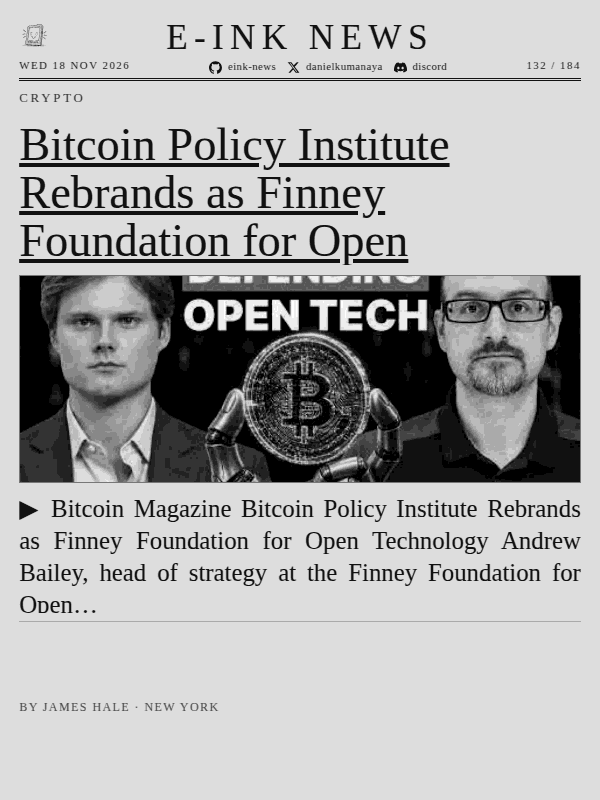 E-INK NEWS
WED 18 NOV 2026
eink-news
danielkumanaya
discord
132 / 184
CRYPTO
Bitcoin Policy Institute
Rebrands as Finney
Foundation for Open
DEFENDING
OPEN TECH
▶ Bitcoin Magazine Bitcoin Policy Institute Rebrands
as Finney Foundation for Open Technology Andrew
Bailey, head of strategy at the Finney Foundation for
Open…
BY JAMES HALE · NEW YORK